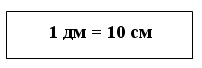 1 дм = 10 см